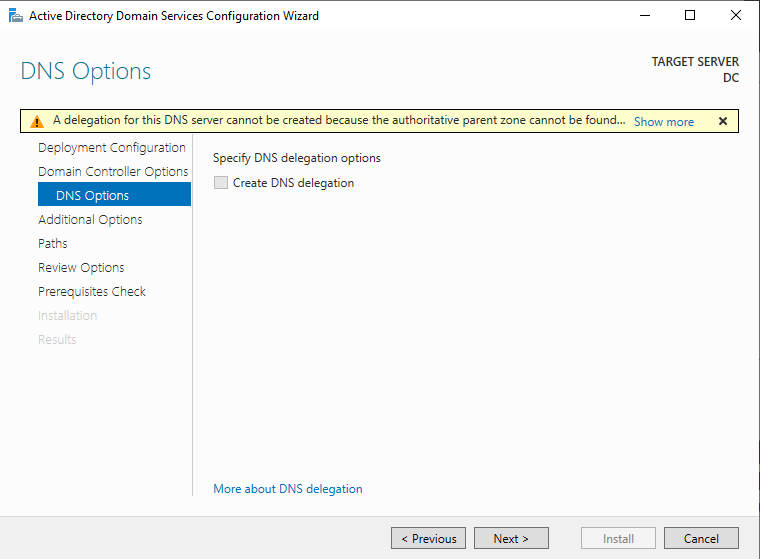 Active Directory Domain Services Configuration Wizard
DNS Options
TARGET SERVER
DC
A delegation for this DNS server cannot be created because the authoritative parent zone cannot be found... Show more
Deployment Configuration
Domain Controller Options
DNS Options
Additional Options
Paths
Review Options
Prerequisites Check
Installation
Results
Specify DNS delegation options
Create DNS delegation
More about DNS delegation
< Previous
Next >
Install
Cancel